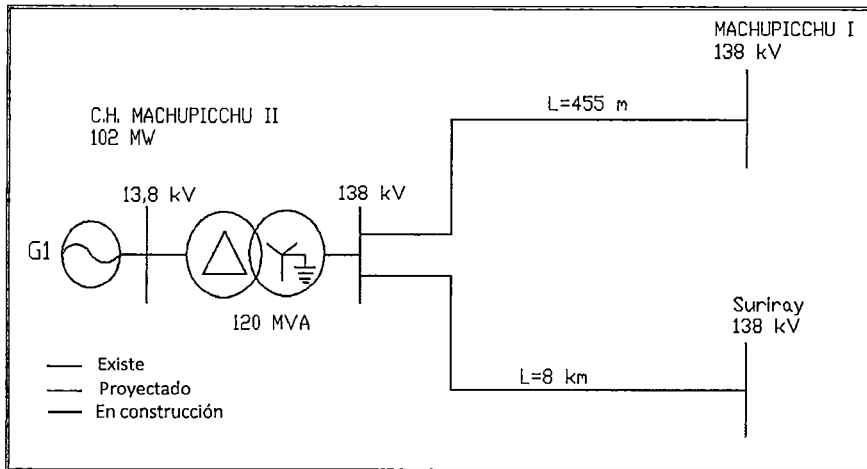 MACHUPICCHU I
138 kV
L=455 m
C.H. MACHUPICCHU II
102 MW
13,8 kV
138 kV
G1
120 MVA
Suriray
138 kV
L=8 km
Existe
Proyectado
En construcción